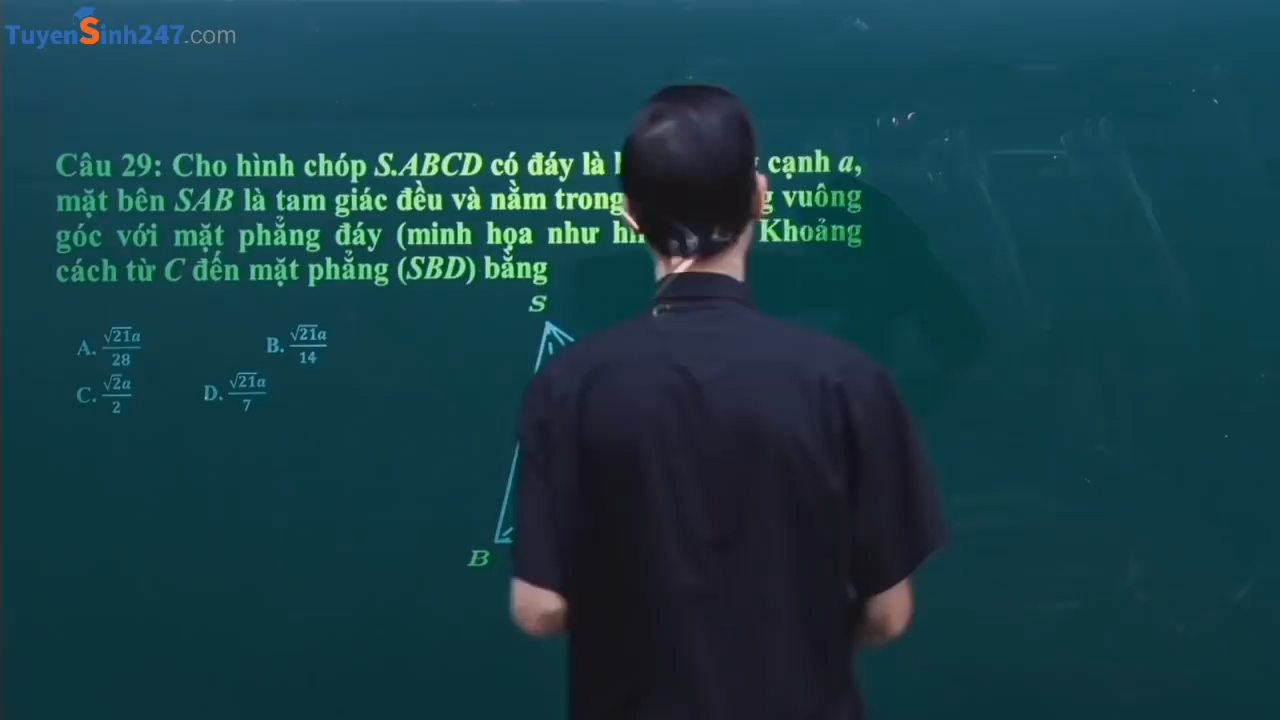 TuyenSinh247.com
Câu 29: Cho hình chóp S.ABCD có đáy là cạnh a,
mặt bên SAB là tam giác đều và nằm trong vuông
góc với mặt phẳng đáy (minh họa như Khoảng
cách từ C đến mặt phẳng (SBD) bằng
S
A. √21a/28 B. √21a/14
C. √2a/2 D. √21a/7
B